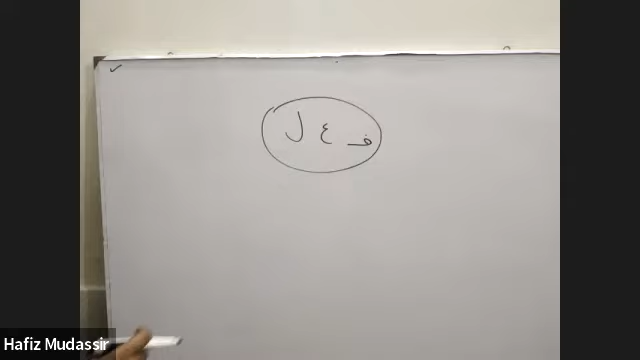 ف ع ل
Hafiz Mudassir